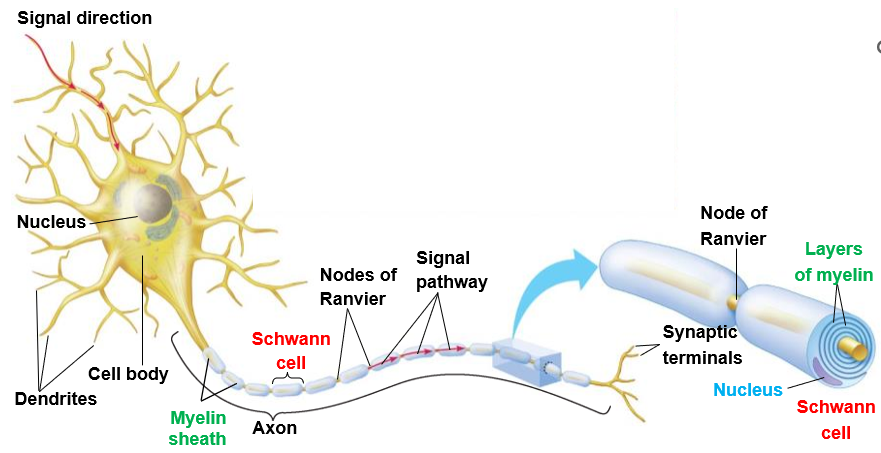 Signal direction
Nucleus
Dendrites
Cell body
Myelin
sheath
Axon
Schwann
cell
Nodes of
Ranvier
Signal
pathway
Synaptic
terminals
Node of
Ranvier
Layers
of myelin
Nucleus
Schwann
cell